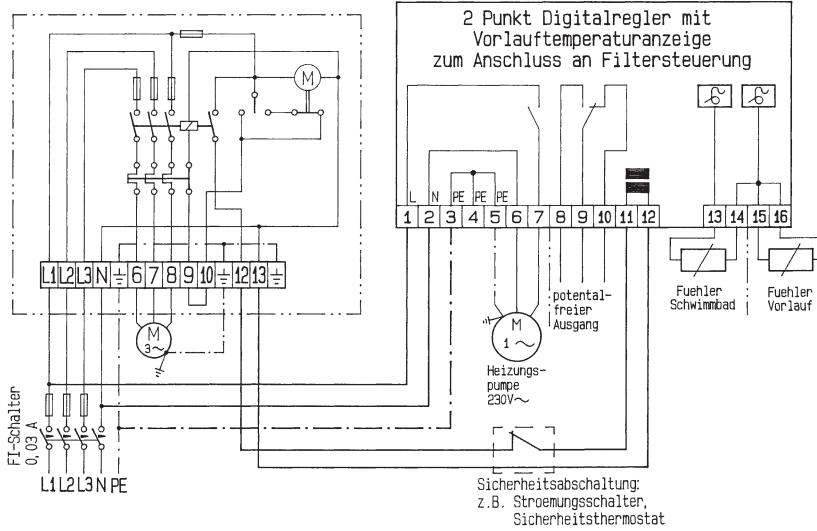 2 Punkt Digitalregler mit
Vorlauftemperaturanzeige
zum Anschluss an Filtersteuerung
M
L N PE PE PE
1 2 3 4 5 6 7 8 9 10 11 12 13 14 15 16
L1 L2 L3 N 6 7 8 9 10 12 13
M
3~
M
1~
potental-
freier
Ausgang
Fuehler
Schwimmbad
Fuehler
Vorlauf
Heizungs-
pumpe
230V~
FI-Schalter
0,03 A
L1 L2 L3 N PE
Sicherheitsabschaltung:
z.B. Stroemungsschalter,
Sicherheitsthermostat